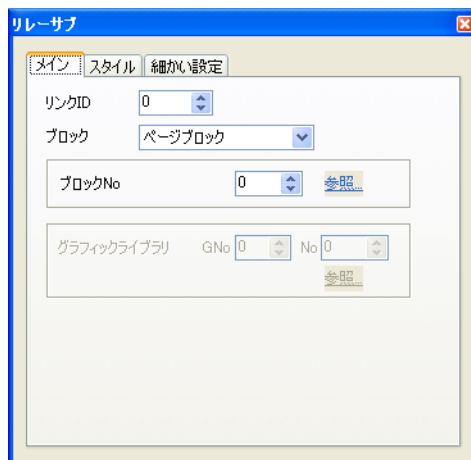 リレーサブ
メイン スタイル 細かい設定
リンクID 0
ブロック ページブロック
ブロックNo 0 参照...
グラフィックライブラリ GNo 0 No 0
参照...